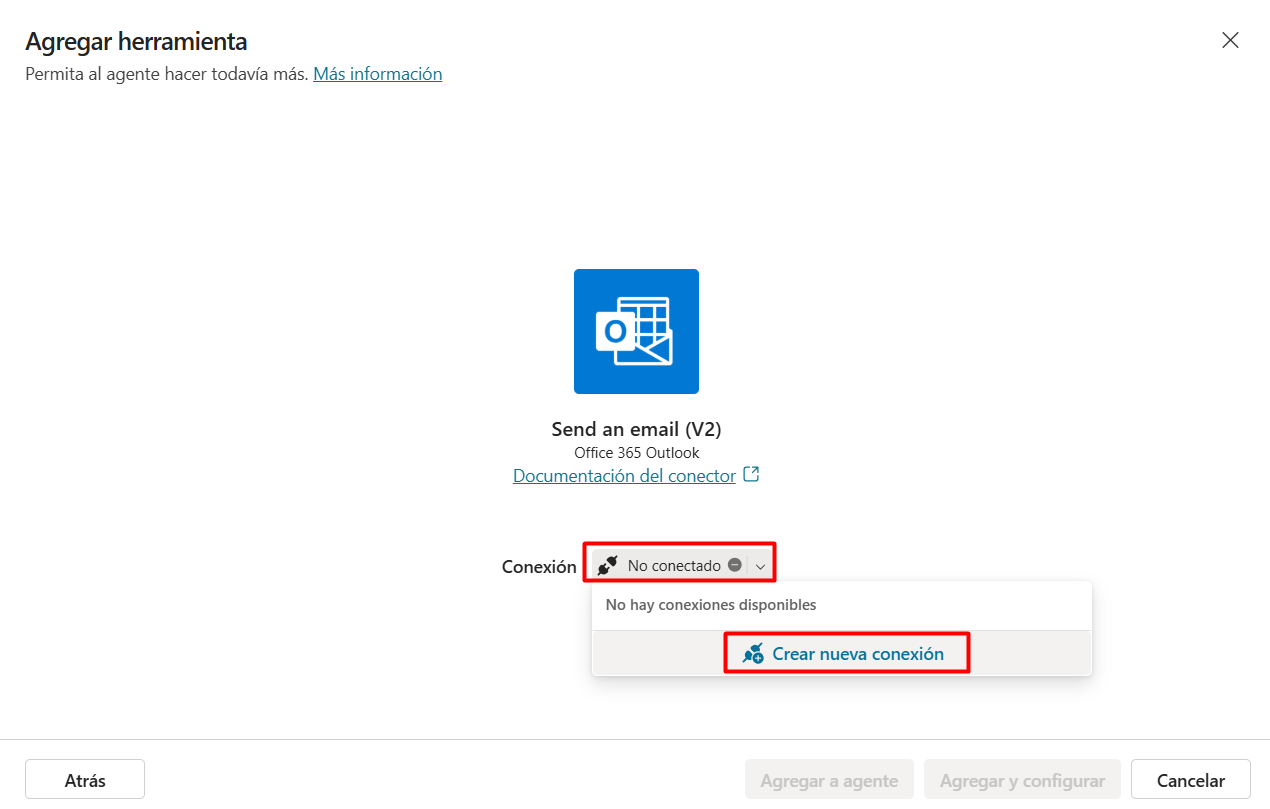 Agregar herramienta
Permita al agente hacer todavía más. Más información
O
Send an email (V2)
Office 365 Outlook
Documentación del conector
Conexión No conectado
No hay conexiones disponibles
Crear nueva conexión
Atrás Agregar a agente Agregar y configurar Cancelar